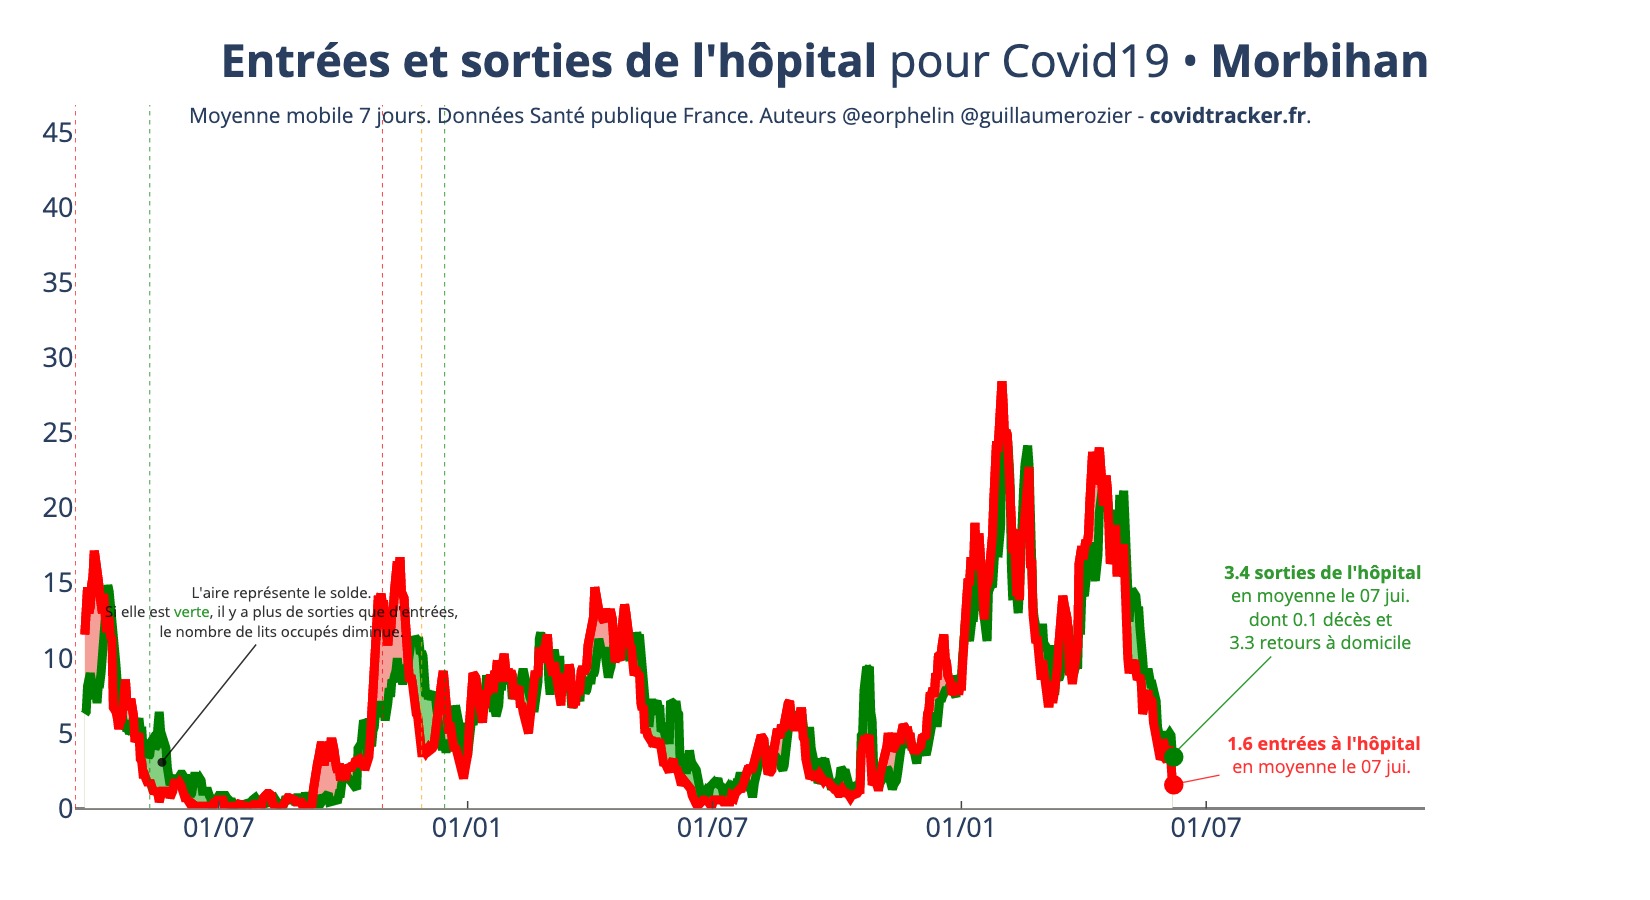 Entrées et sorties de l'hôpital pour Covid19 • Morbihan
Moyenne mobile 7 jours. Données Santé publique France. Auteurs @eorphelin @guillaumerozier - covidtracker.fr.
45
40
35
30
25
20
15
10
5
0
L'aire représente le solde.
Si elle est verte, il y a plus de sorties que d'entrées,
le nombre de lits occupés diminue.
3.4 sorties de l'hôpital
en moyenne le 07 jui.
dont 0.1 décès et
3.3 retours à domicile
1.6 entrées à l'hôpital
en moyenne le 07 jui.
01/07 01/01 01/07 01/01 01/07